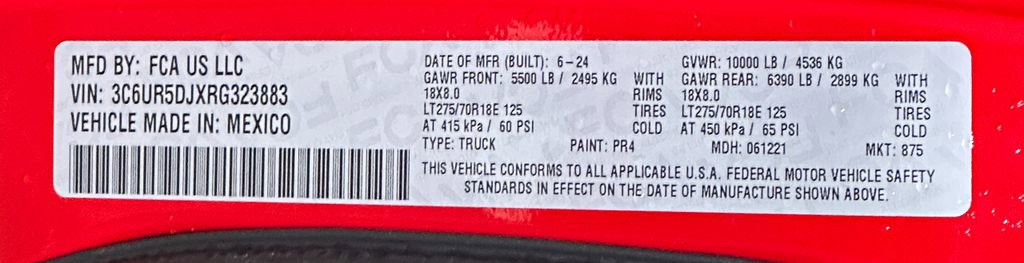 MFD BY: FCA US LLC
VIN: 3C6UR5DJXRG323883
VEHICLE MADE IN: MEXICO
DATE OF MFR (BUILT): 6-24 GVWR: 10000 LB / 4536 KG
GAWR FRONT: 5500 LB / 2495 KG WITH GAWR REAR: 6390 LB / 2899 KG WITH
18X8.0 RIMS 18X8.0 RIMS
LT275/70R18E 125 TIRES LT275/70R18E 125 TIRES
AT 415 kPa / 60 PSI COLD AT 450 kPa / 65 PSI COLD
TYPE: TRUCK PAINT: PR4 MDH: 061221 MKT: 875
THIS VEHICLE CONFORMS TO ALL APPLICABLE U.S.A. FEDERAL MOTOR VEHICLE SAFETY
STANDARDS IN EFFECT ON THE DATE OF MANUFACTURE SHOWN ABOVE.